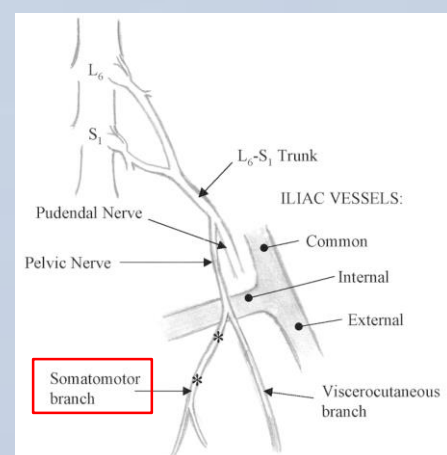 L6
S1
L6-S1 Trunk
Pudendal Nerve
ILIAC VESSELS:
Common
Pelvic Nerve
Internal
External
Somatomotor
branch
Viscerocutaneous
branch
*
*